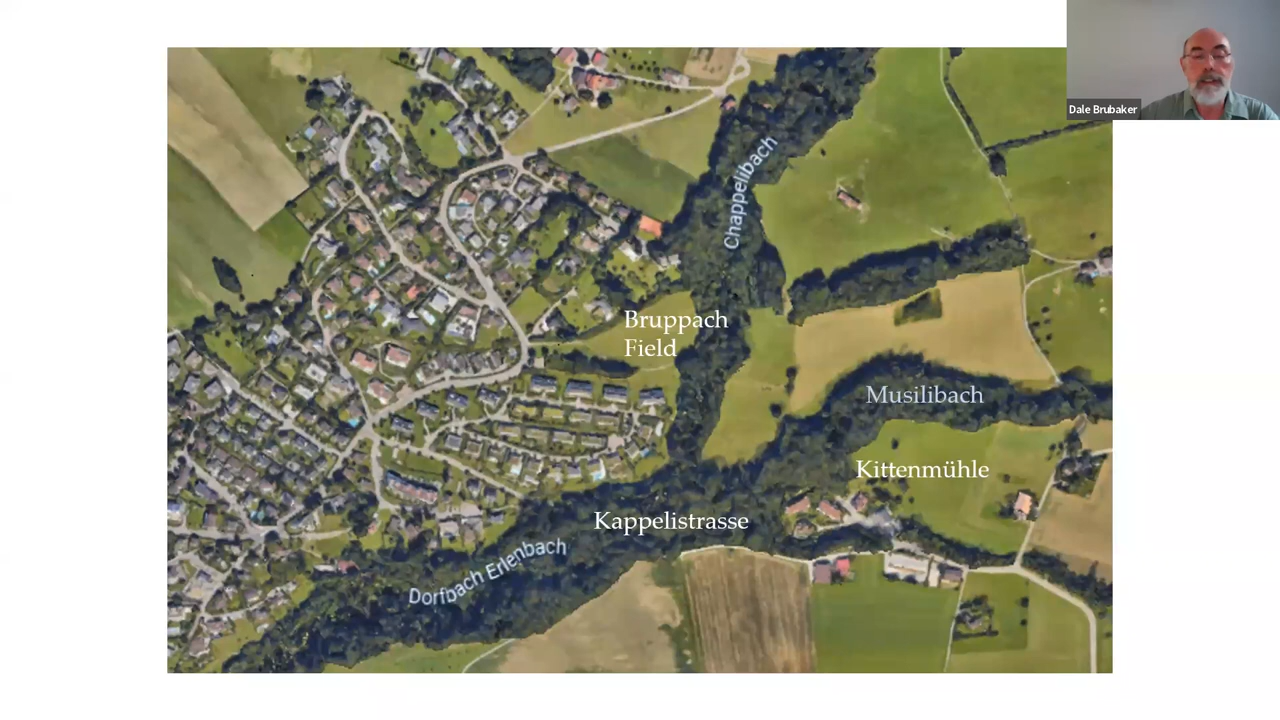 Dale Brubaker
Chappelibach
Bruppach
Field
Musilibach
Kittenmühle
Kappelistrasse
Dorfbach Erlenbach